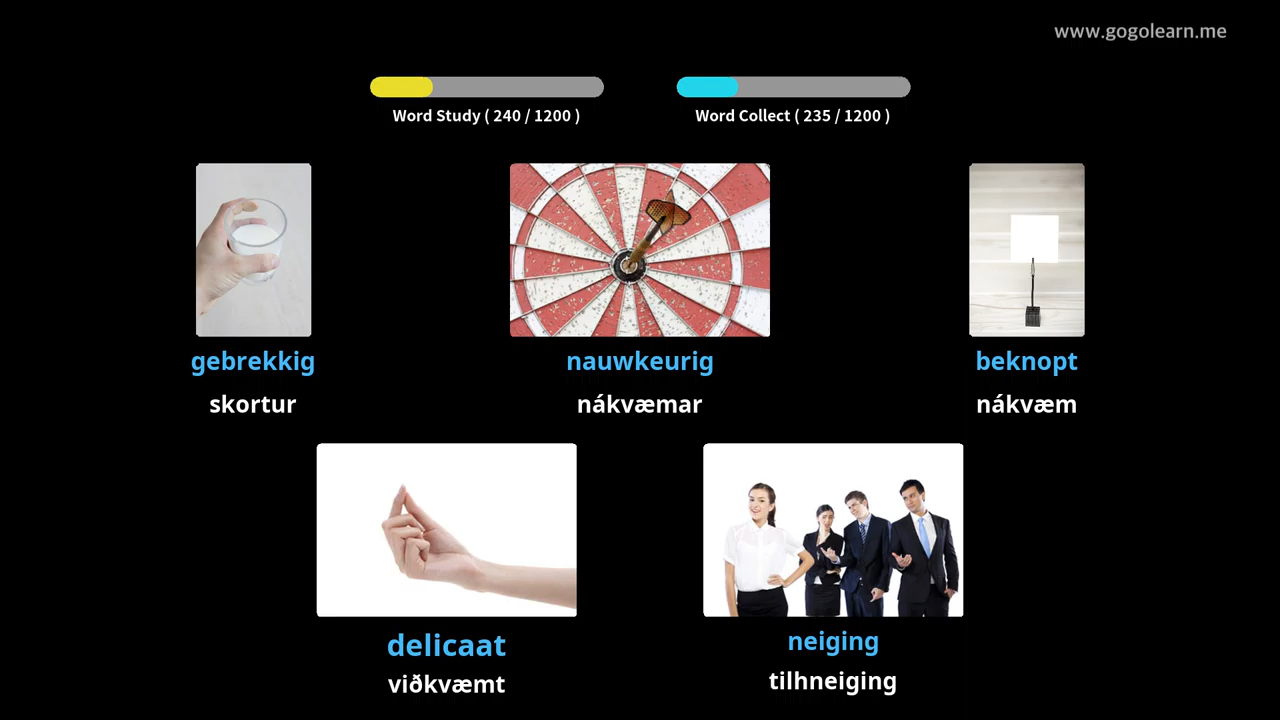 www.gogolearn.me
Word Study ( 240 / 1200 )
Word Collect ( 235 / 1200 )
gebrekkig
skortur
nauwkeurig
nákvæmar
beknopt
nákvæm
delicaat
viðkvæmt
neiging
tilhneiging